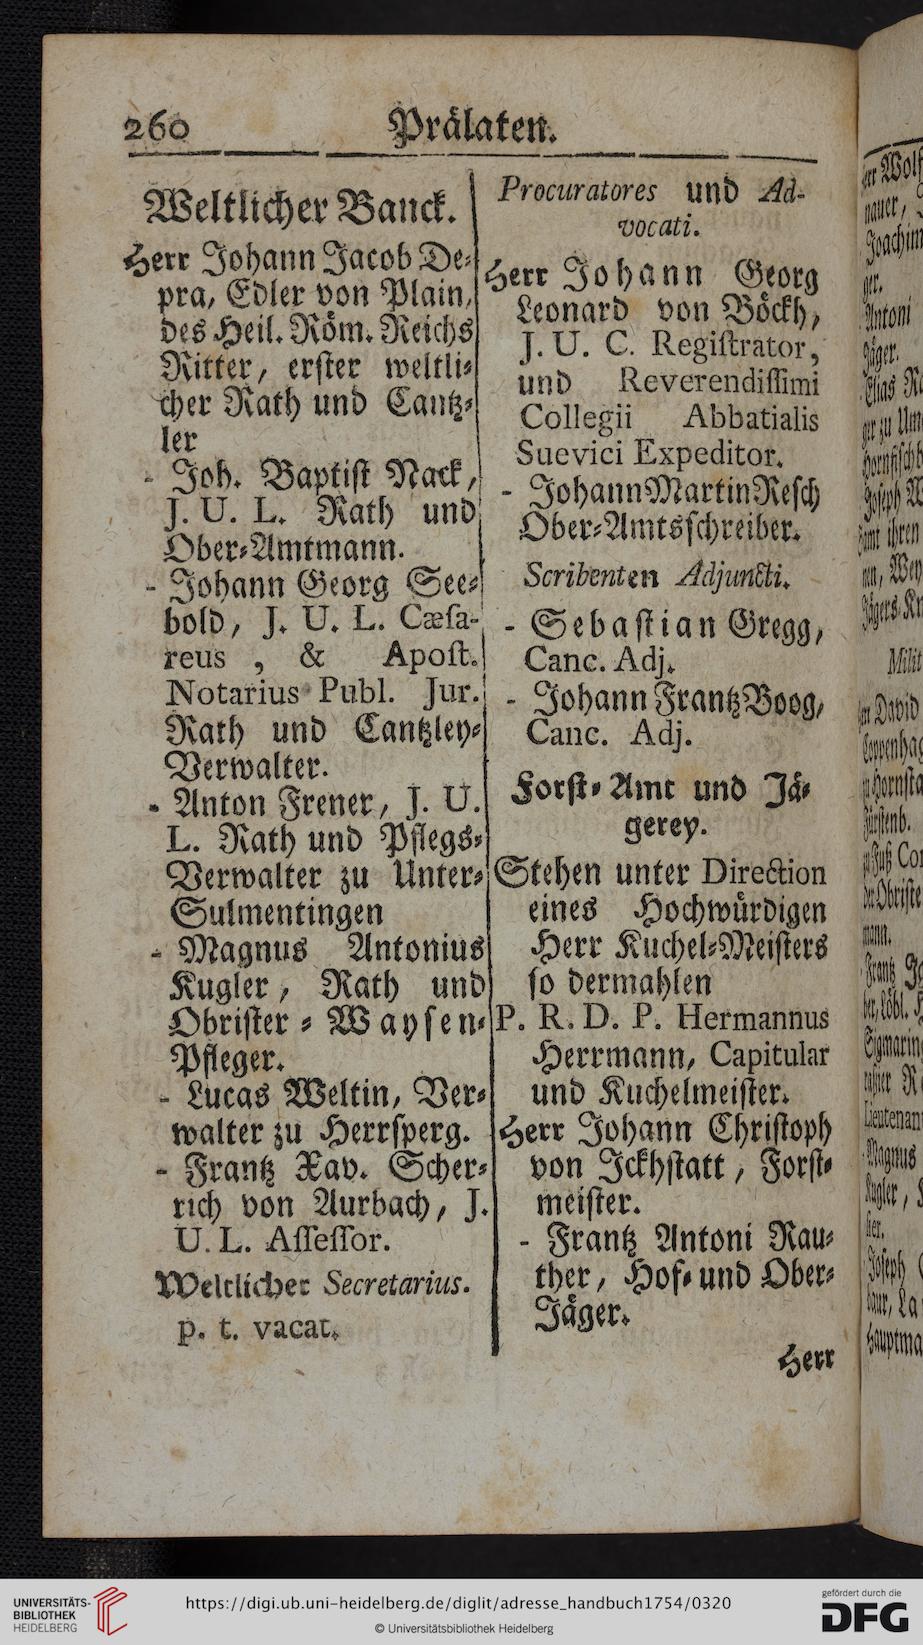 260 Prälaten.
Weltlicher Banck.
Herr Johann Jacob De⸗
pra, Edler von Plain,
des Heil. Röm. Reichs
Ritter, erster weltli⸗
cher Rath und Cantz⸗
ler
- Joh. Baptist Nack,
J. U. L. Rath und
Ober⸗Amtmann.
- Johann Georg See⸗
bold, J. U. L. Cæsa-
reus , & Apost.
Notarius Publ. Jur.
Rath und Cantzley⸗
Verwalter.
- Anton Frener, J. U.
L. Rath und Pflegs⸗
Verwalter zu Unter⸗
Sulmentingen
- Magnus Antonius
Kugler, Rath und
Obrister ⸗ Waysen⸗
Pfleger.
- Lucas Weltin, Ver⸗
walter zu Herrsperg.
- Frantz Xav. Scher⸗
rich von Aurbach, J.
U. L. Assessor.
Weltlicher Secretarius.
p. t. vacat.
Procuratores und Ad-
vocati.
Herr Johann Georg
Leonard von Böckh,
J. U. C. Registrator,
und Reverendissimi
Collegii Abbatialis
Suevici Expeditor.
- Johann Martin Resch
Ober⸗Amtsschreiber.
Scribenten Adjuncti.
- Sebastian Gregg,
Canc. Adj.
- Johann Frantz Boog,
Canc. Adj.
Forst⸗Amt und Jä⸗
gerey.
Stehen unter Direction
eines Hochwürdigen
Herr Kuchel⸗Meisters
so dermahlen
P. R. D. P. Hermannus
Herrmann, Capitular
und Kuchelmeister.
Herr Johann Christoph
von Ickhstatt, Forst⸗
meister.
- Frantz Antoni Rau⸗
ther, Hof⸗und Ober⸗
Jäger.
Herr
UNIVERSITÄTS-
BIBLIOTHEK
HEIDELBERG
https://digi.ub.uni-heidelberg.de/diglit/adresse_handbuch1754/0320
© Universitätsbibliothek Heidelberg
gefördert durch die
DFG